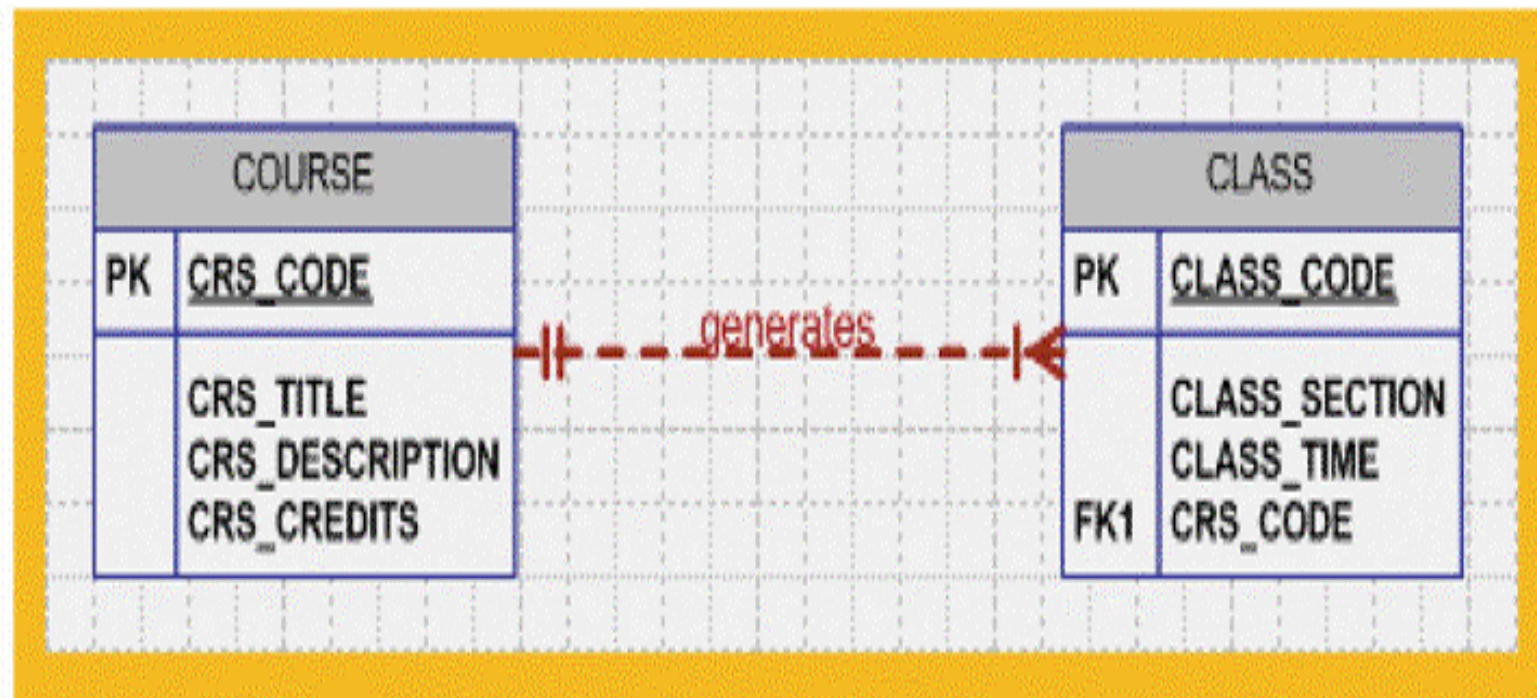 COURSE
PK CRS_CODE
CRS_TITLE
CRS_DESCRIPTION
CRS_CREDITS
generates
CLASS
PK CLASS_CODE
CLASS_SECTION
CLASS_TIME
FK1 CRS_CODE